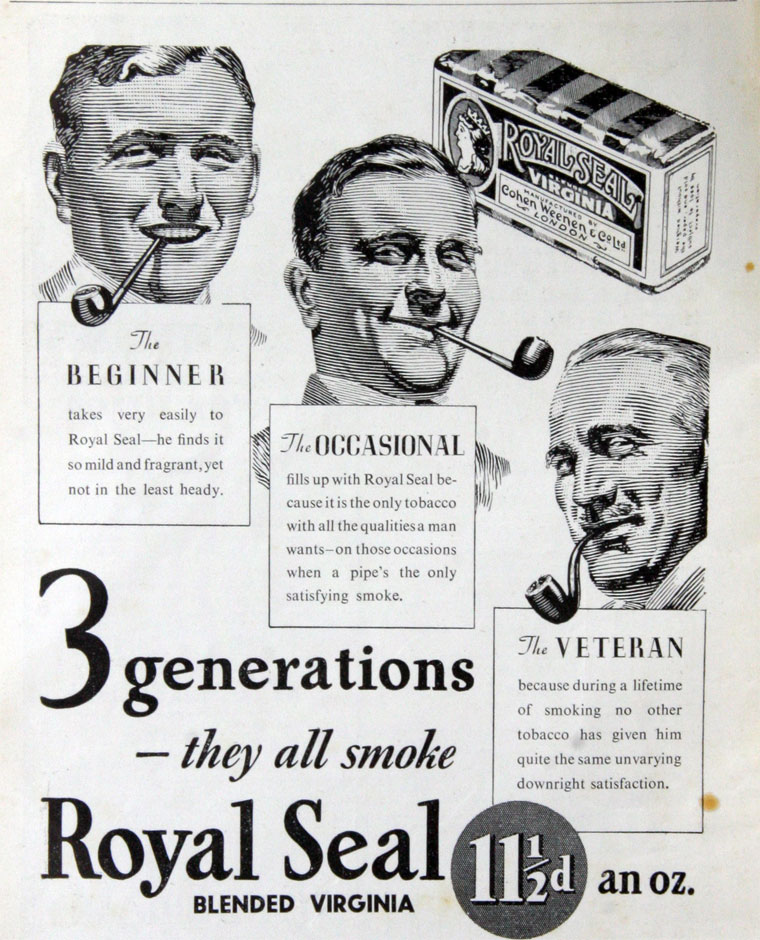 ROYAL SEAL
VIRGINIA
MANUFACTURED BY
Cohen Weenen & Co Ltd
LONDON
The
BEGINNER
takes very easily to
Royal Seal—he finds it
so mild and fragrant, yet
not in the least heady.
The OCCASIONAL
fills up with Royal Seal be-
cause it is the only tobacco
with all the qualities a man
wants—on those occasions
when a pipe's the only
satisfying smoke.
The VETERAN
because during a lifetime
of smoking no other
tobacco has given him
quite the same unvarying
downright satisfaction.
3 generations
– they all smoke
Royal Seal
BLENDED VIRGINIA
11½d an oz.